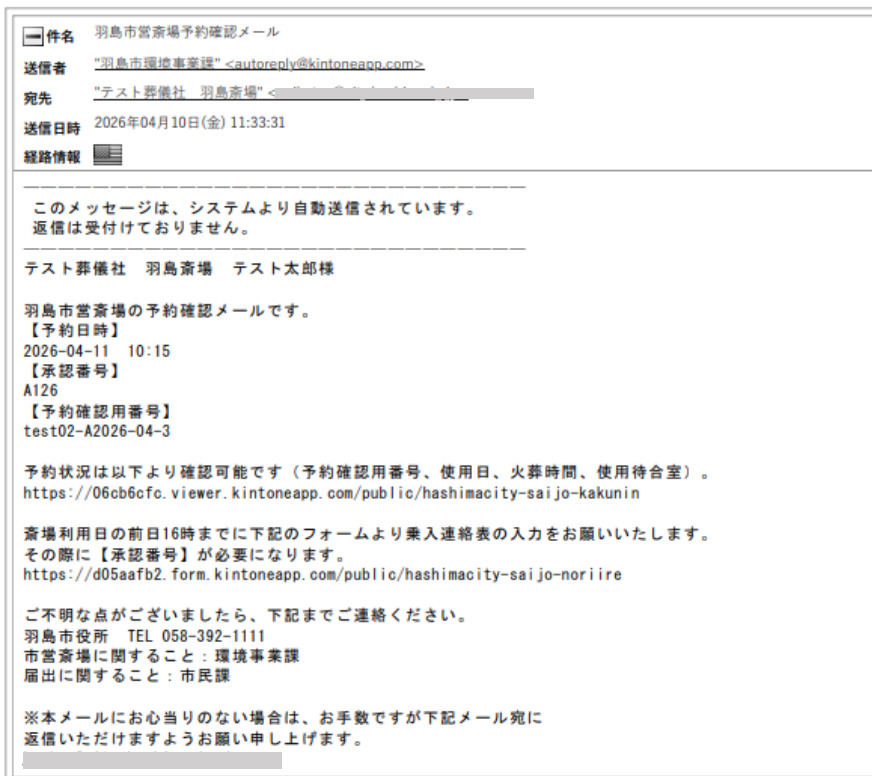 件名 羽島市営斎場予約確認メール
送信者 "羽島市環境事業課" <autoreply@kintoneapp.com>
宛先 "テスト葬儀社　羽島斎場" <
送信日時 2026年04月10日(金) 11:33:31
経路情報
このメッセージは、システムより自動送信されています。
返信は受付けておりません。
テスト葬儀社　羽島斎場　テスト太郎様
羽島市営斎場の予約確認メールです。
【予約日時】
2026-04-11　10:15
【承認番号】
A126
【予約確認用番号】
test02-A2026-04-3
予約状況は以下より確認可能です（予約確認用番号、使用日、火葬時間、使用待合室）。
https://06cb6cfc.viewer.kintoneapp.com/public/hashimacity-saijo-kakunin
斎場利用日の前日16時までに下記のフォームより乗入連絡表の入力をお願いいたします。
その際に【承認番号】が必要になります。
https://d05aafb2.form.kintoneapp.com/public/hashimacity-saijo-noriire
ご不明な点がございましたら、下記までご連絡ください。
羽島市役所　TEL 058-392-1111
市営斎場に関すること：環境事業課
届出に関すること：市民課
※本メールにお心当りのない場合は、お手数ですが下記メール宛に
返信いただけますようお願い申し上げます。